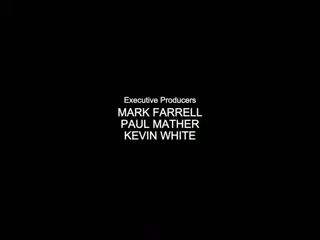 Executive Producers
MARK FARRELL
PAUL MATHER
KEVIN WHITE